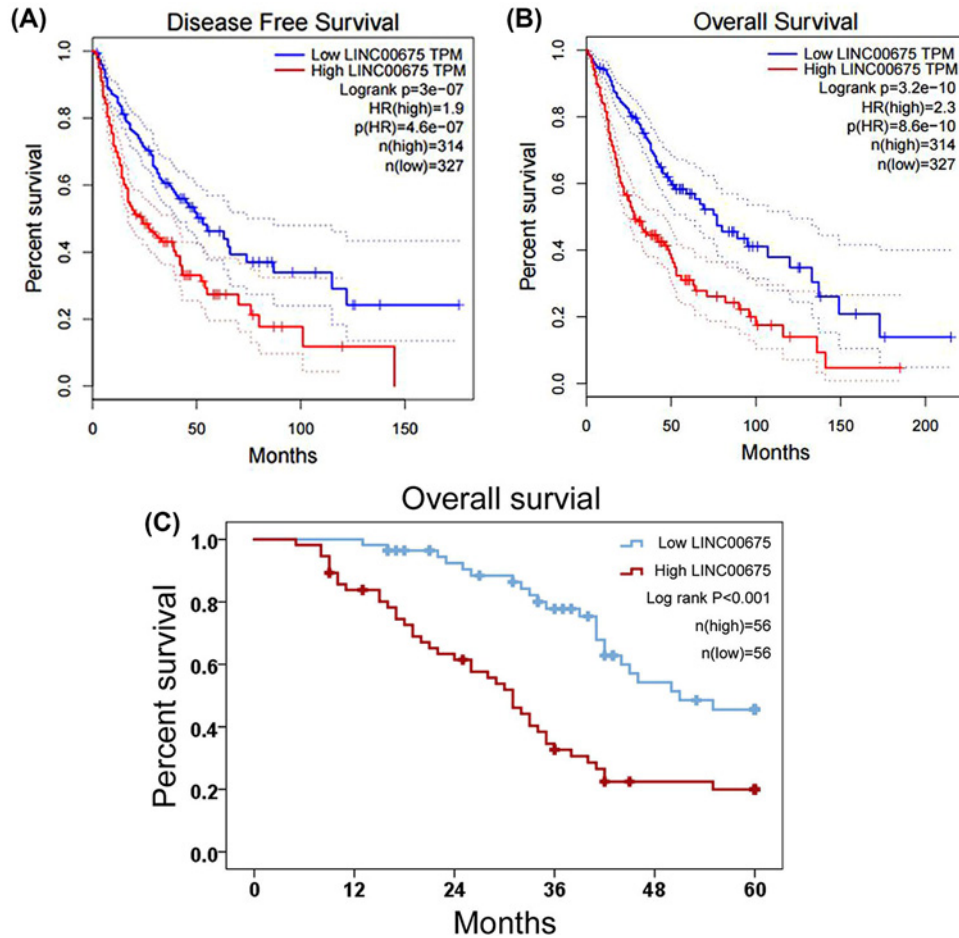 (A)
Disease Free Survival
Low LINC00675 TPM
High LINC00675 TPM
Logrank p=3e-07
HR(high)=1.9
p(HR)=4.6e-07
n(high)=314
n(low)=327
Percent survival
1.0
0.8
0.6
0.4
0.2
0.0
0 50 100 150
Months
(B)
Overall Survival
Low LINC00675 TPM
High LINC00675 TPM
Logrank p=3.2e-10
HR(high)=2.3
p(HR)=8.6e-10
n(high)=314
n(low)=327
Percent survival
1.0
0.8
0.6
0.4
0.2
0.0
0 50 100 150 200
Months
(C)
Overall survial
Low LINC00675
High LINC00675
Log rank P<0.001
n(high)=56
n(low)=56
Percent survival
1.0
0.8
0.6
0.4
0.2
0.0
0 12 24 36 48 60
Months